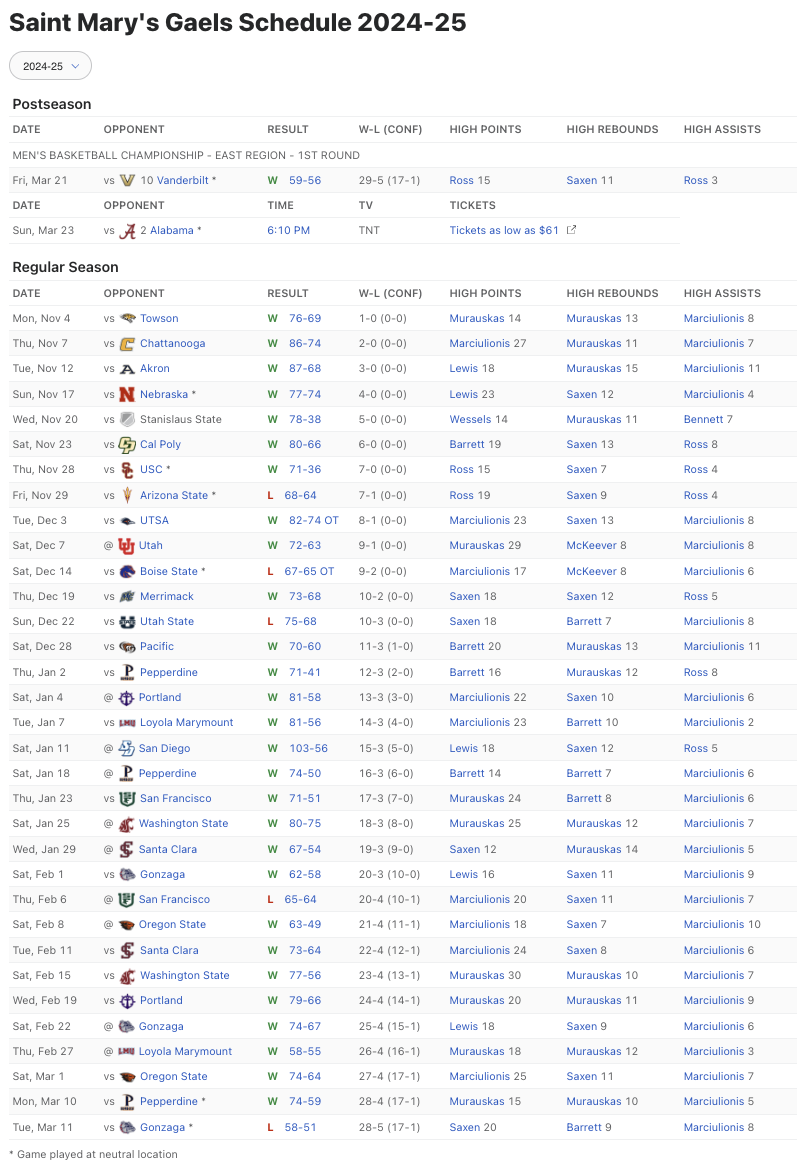 Saint Mary's Gaels Schedule 2024-25
2024-25
Postseason
DATE OPPONENT RESULT W-L (CONF) HIGH POINTS HIGH REBOUNDS HIGH ASSISTS
MEN'S BASKETBALL CHAMPIONSHIP - EAST REGION - 1ST ROUND
Fri, Mar 21 vs 10 Vanderbilt * W 59-56 29-5 (17-1) Ross 15 Saxen 11 Ross 3
DATE OPPONENT TIME TV TICKETS
Sun, Mar 23 vs 2 Alabama * 6:10 PM TNT Tickets as low as $61
Regular Season
DATE OPPONENT RESULT W-L (CONF) HIGH POINTS HIGH REBOUNDS HIGH ASSISTS
Mon, Nov 4 vs Towson W 76-69 1-0 (0-0) Murauskas 14 Murauskas 13 Marciulionis 8
Thu, Nov 7 vs Chattanooga W 86-74 2-0 (0-0) Marciulionis 27 Murauskas 11 Marciulionis 7
Tue, Nov 12 vs Akron W 87-68 3-0 (0-0) Lewis 18 Murauskas 15 Marciulionis 11
Sun, Nov 17 vs Nebraska * W 77-74 4-0 (0-0) Lewis 23 Saxen 12 Marciulionis 4
Wed, Nov 20 vs Stanislaus State W 78-38 5-0 (0-0) Wessels 14 Murauskas 11 Bennett 7
Sat, Nov 23 vs Cal Poly W 80-66 6-0 (0-0) Barrett 19 Saxen 13 Ross 8
Thu, Nov 28 vs USC * W 71-36 7-0 (0-0) Ross 15 Saxen 7 Ross 4
Fri, Nov 29 vs Arizona State * L 68-64 7-1 (0-0) Ross 19 Saxen 9 Ross 4
Tue, Dec 3 vs UTSA W 82-74 OT 8-1 (0-0) Marciulionis 23 Saxen 13 Marciulionis 8
Sat, Dec 7 @ Utah W 72-63 9-1 (0-0) Murauskas 29 McKeever 8 Marciulionis 8
Sat, Dec 14 vs Boise State * L 67-65 OT 9-2 (0-0) Marciulionis 17 McKeever 8 Marciulionis 6
Thu, Dec 19 vs Merrimack W 73-68 10-2 (0-0) Saxen 18 Saxen 12 Ross 5
Sun, Dec 22 vs Utah State L 75-68 10-3 (0-0) Saxen 18 Barrett 7 Marciulionis 8
Sat, Dec 28 vs Pacific W 70-60 11-3 (1-0) Barrett 20 Murauskas 13 Marciulionis 11
Thu, Jan 2 vs Pepperdine W 71-41 12-3 (2-0) Barrett 16 Murauskas 12 Ross 8
Sat, Jan 4 @ Portland W 81-58 13-3 (3-0) Marciulionis 22 Saxen 10 Marciulionis 6
Tue, Jan 7 vs Loyola Marymount W 81-56 14-3 (4-0) Marciulionis 23 Barrett 10 Marciulionis 2
Sat, Jan 11 @ San Diego W 103-56 15-3 (5-0) Lewis 18 Saxen 12 Ross 5
Sat, Jan 18 @ Pepperdine W 74-50 16-3 (6-0) Barrett 14 Barrett 7 Marciulionis 6
Thu, Jan 23 vs San Francisco W 71-51 17-3 (7-0) Murauskas 24 Barrett 8 Marciulionis 6
Sat, Jan 25 @ Washington State W 80-75 18-3 (8-0) Murauskas 25 Murauskas 12 Marciulionis 7
Wed, Jan 29 @ Santa Clara W 67-54 19-3 (9-0) Saxen 12 Murauskas 14 Marciulionis 5
Sat, Feb 1 vs Gonzaga W 62-58 20-3 (10-0) Lewis 16 Saxen 11 Marciulionis 9
Thu, Feb 6 @ San Francisco L 65-64 20-4 (10-1) Marciulionis 20 Saxen 11 Marciulionis 7
Sat, Feb 8 @ Oregon State W 63-49 21-4 (11-1) Marciulionis 18 Saxen 7 Marciulionis 10
Tue, Feb 11 vs Santa Clara W 73-64 22-4 (12-1) Marciulionis 24 Saxen 8 Marciulionis 6
Sat, Feb 15 vs Washington State W 77-56 23-4 (13-1) Murauskas 30 Murauskas 10 Marciulionis 7
Wed, Feb 19 vs Portland W 79-66 24-4 (14-1) Murauskas 20 Murauskas 11 Marciulionis 9
Sat, Feb 22 @ Gonzaga W 74-67 25-4 (15-1) Lewis 18 Saxen 9 Marciulionis 6
Thu, Feb 27 @ Loyola Marymount W 58-55 26-4 (16-1) Murauskas 18 Murauskas 12 Marciulionis 3
Sat, Mar 1 vs Oregon State W 74-64 27-4 (17-1) Marciulionis 25 Saxen 11 Marciulionis 7
Mon, Mar 10 vs Pepperdine * W 74-59 28-4 (17-1) Murauskas 15 Murauskas 10 Marciulionis 5
Tue, Mar 11 vs Gonzaga * L 58-51 28-5 (17-1) Saxen 20 Barrett 9 Marciulionis 8
* Game played at neutral location